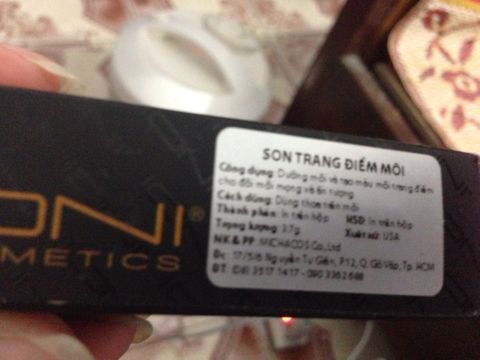 ONI®
METICS
SON TRANG ĐIỂM MÔI
Công dụng: Dưỡng môi và tạo màu môi trang điểm
cho đôi môi mọng và ấn tượng
Cách dùng: Dùng thoa trên môi
Thành phần: In trên hộp HSD: In trên hộp
Trọng lượng: 3.7g Xuất xứ: USA
NK & PP: MICHACOS Co., Ltd
Đc: 17/5/6 Nguyễn Tư Giản, P.12, Q. Gò Vấp, Tp. HCM
ĐT: (08) 3517 1417 - 090 3362 688